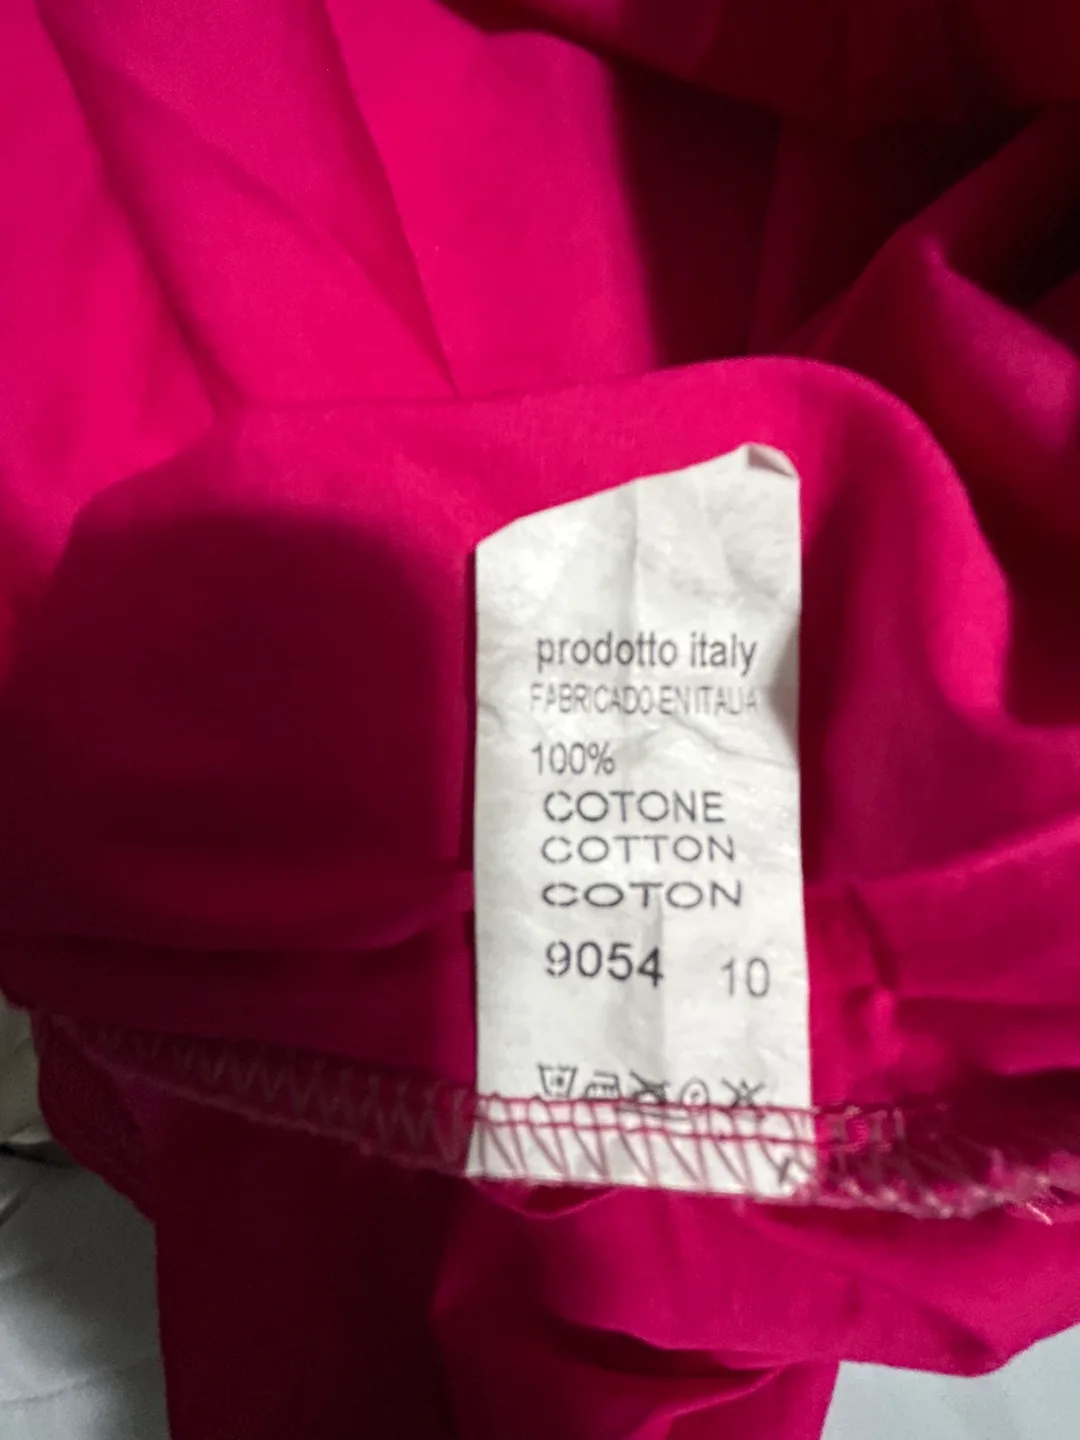 prodotto italy
FABRICADO EN ITALIA
100%
COTONE
COTTON
COTON
9054 10